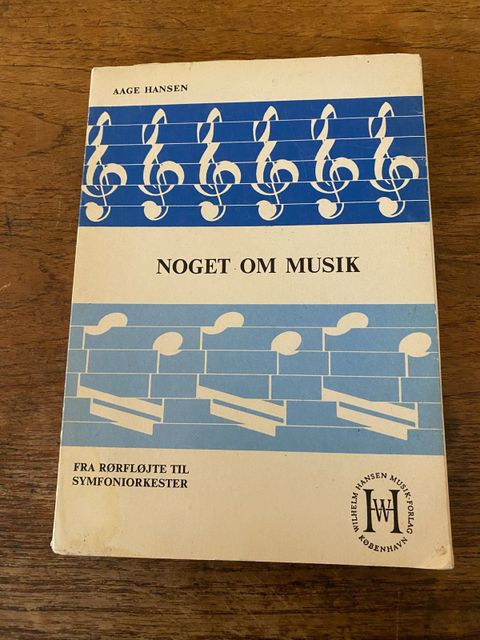 AAGE HANSEN
NOGET OM MUSIK
FRA RØRFLØJTE TIL
SYMFONIORKESTER
WILHELM HANSEN MUSIK-FORLAG
KØBENHAVN
WH